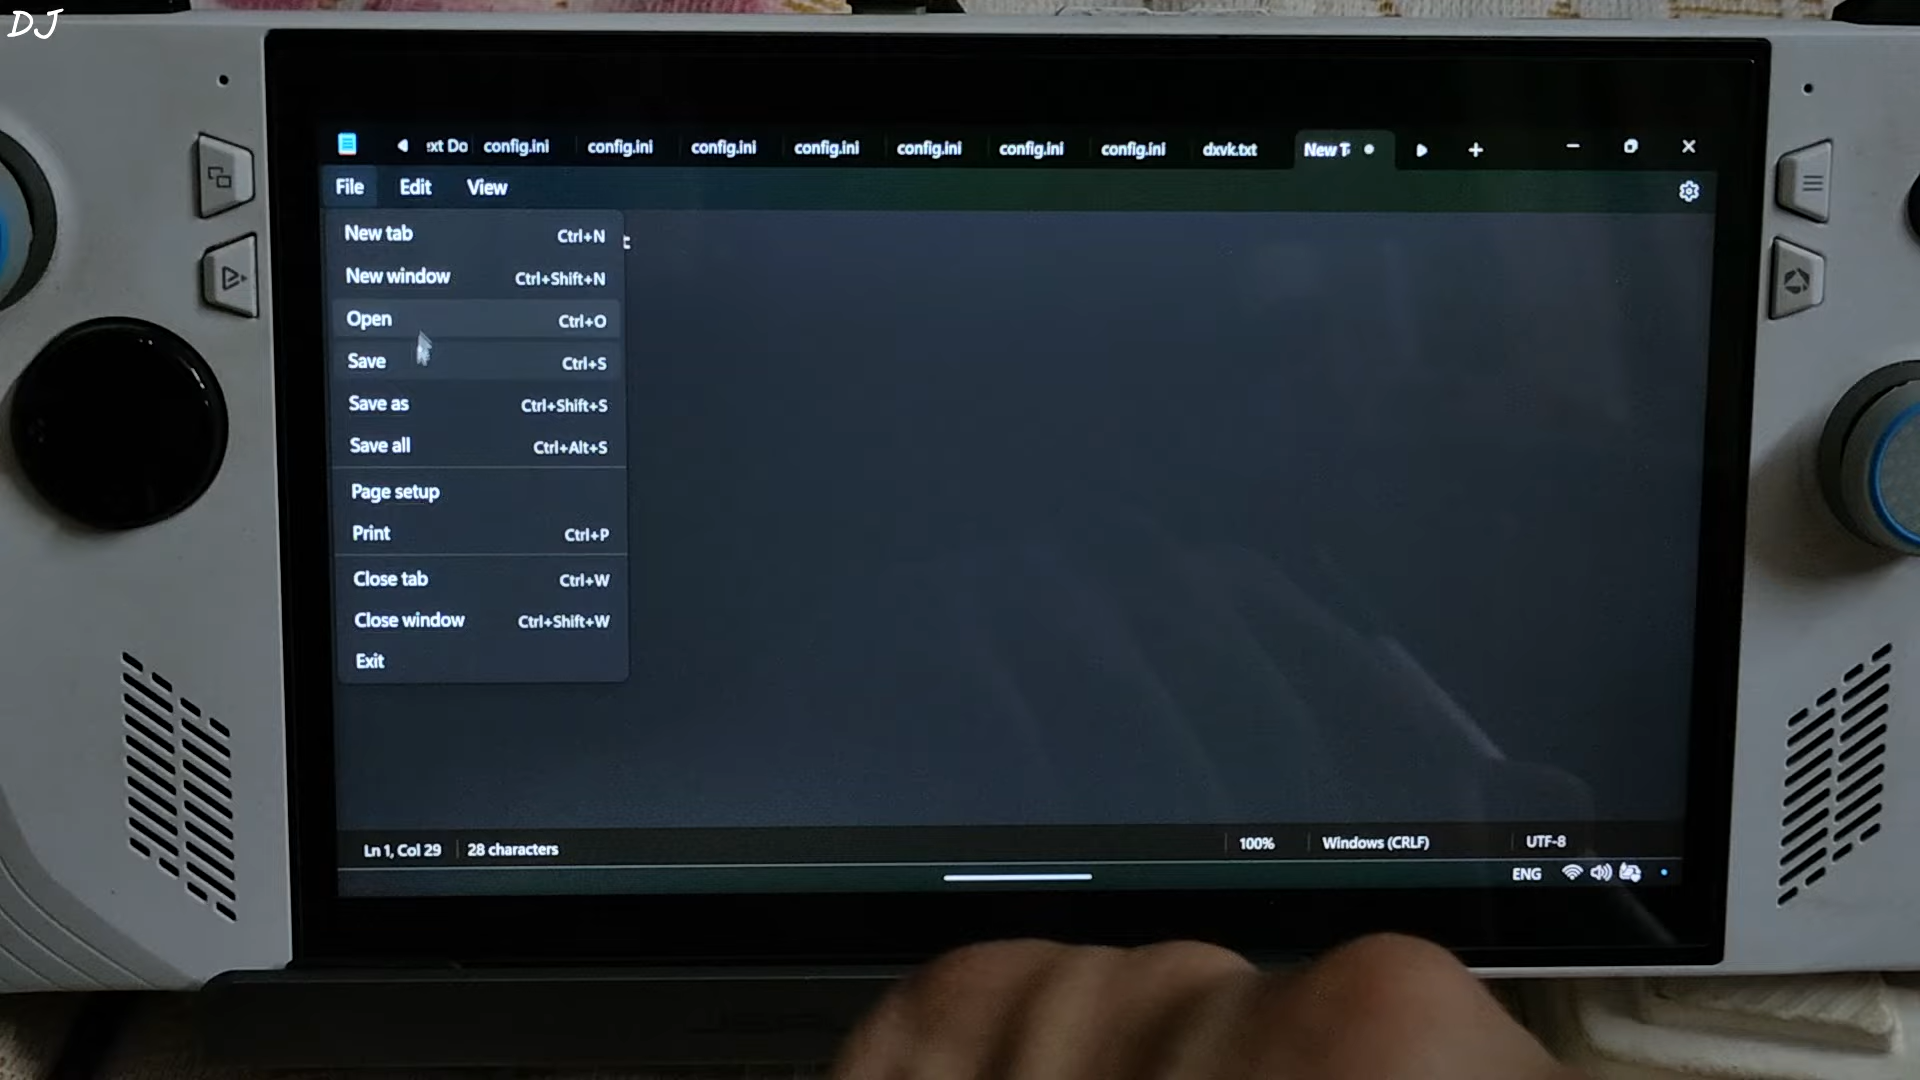 DJ
xt Do config.ini config.ini config.ini config.ini config.ini config.ini config.ini dxvk.txt New T
File Edit View
New tab Ctrl+N
t
New window Ctrl+Shift+N
Open Ctrl+O
Save Ctrl+S
Save as Ctrl+Shift+S
Save all Ctrl+Alt+S
Page setup
Print Ctrl+P
Close tab Ctrl+W
Close window Ctrl+Shift+W
Exit
Ln 1, Col 29 28 characters 100% Windows (CRLF) UTF-8
ENG